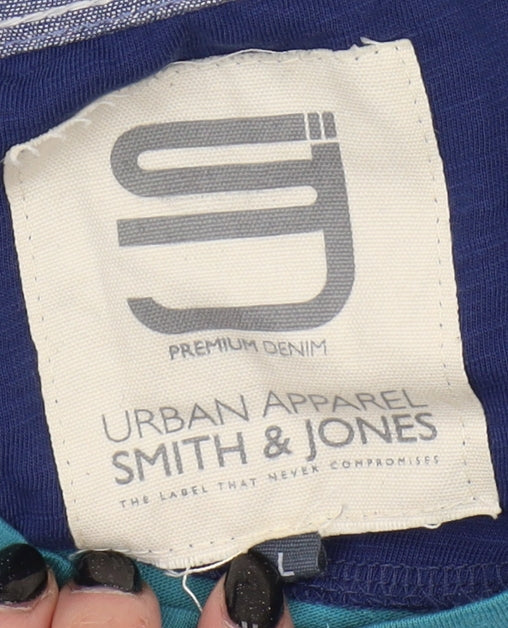 PREMIUM DENIM
URBAN APPAREL
SMITH & JONES
THE LABEL THAT NEVER COMPROMISES
L